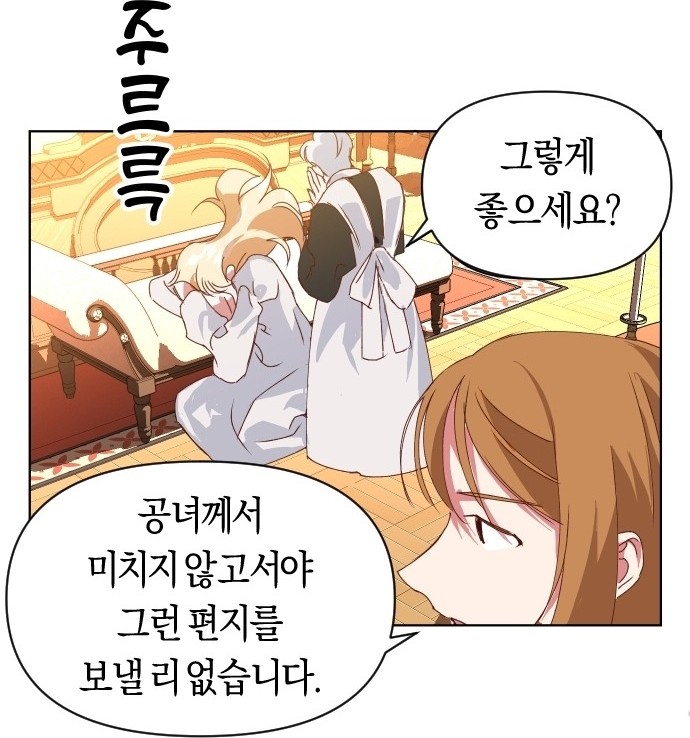 주르륵
그렇게
좋으세요?
공녀께서
미치지 않고서야
그런 편지를
보낼 리 없습니다.